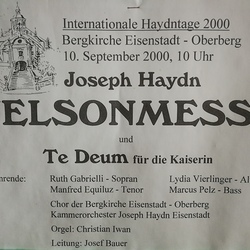 Internationale Haydntage 2000
Bergkirche Eisenstadt - Oberberg
10. September 2000, 10 Uhr
Joseph Haydn
ELSONMESS
und
Te Deum für die Kaiserin
Ruth Gabrielli - Sopran
Lydia Vierlinger - Al
Manfred Equiluz - Tenor
Marcus Pelz - Bass
Chor der Bergkirche Eisenstadt - Oberberg
Kammerorchester Joseph Haydn Eisenstadt
Orgel: Christian Iwan
Leitung: Josef Bauer